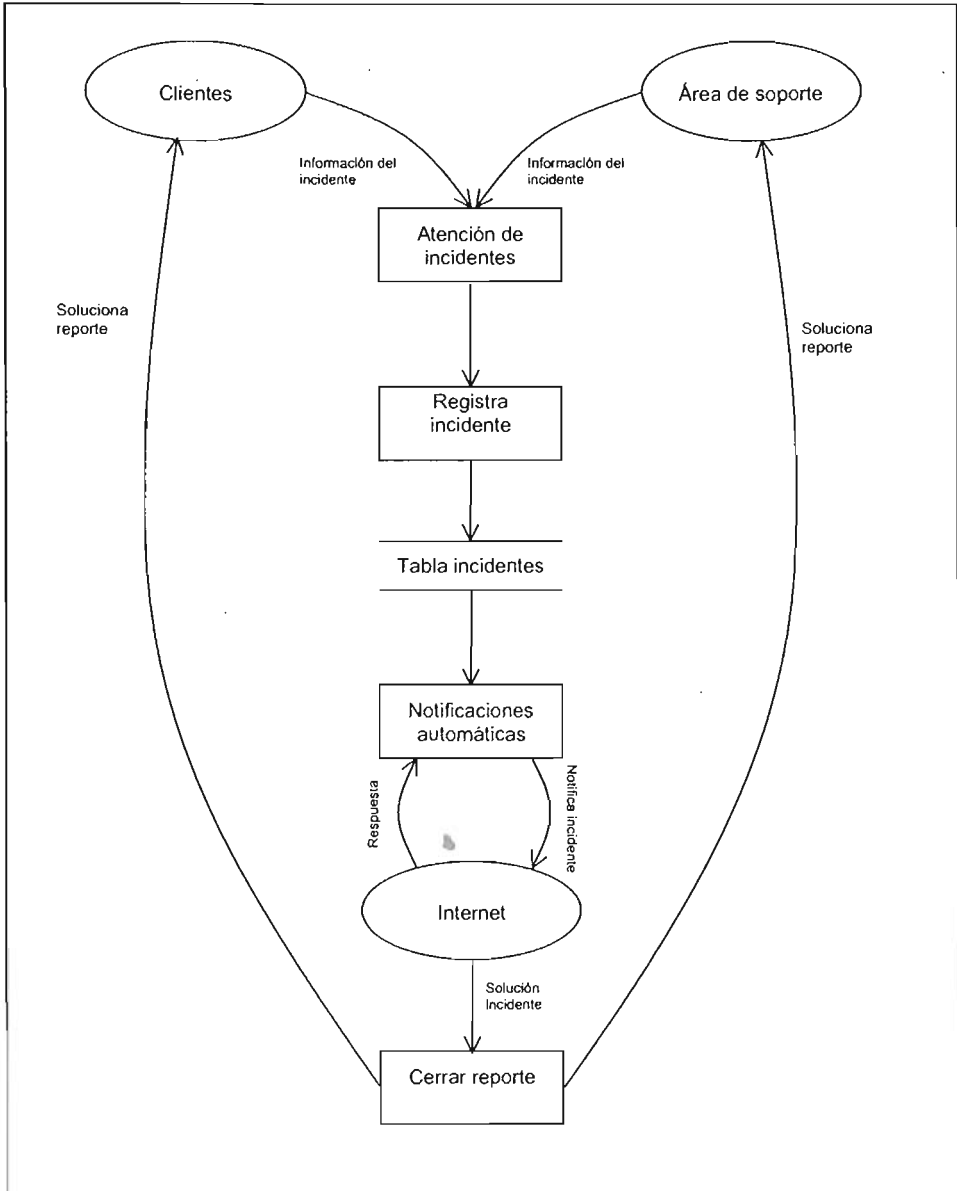 Clientes
Área de soporte
Información del
incidente
Información del
incidente
Atención de
incidentes
Soluciona
reporte
Soluciona
reporte
Registra
incidente
Tabla incidentes
Notificaciones
automáticas
Respuesta
Notifica incidente
Internet
Solución
Incidente
Cerrar reporte